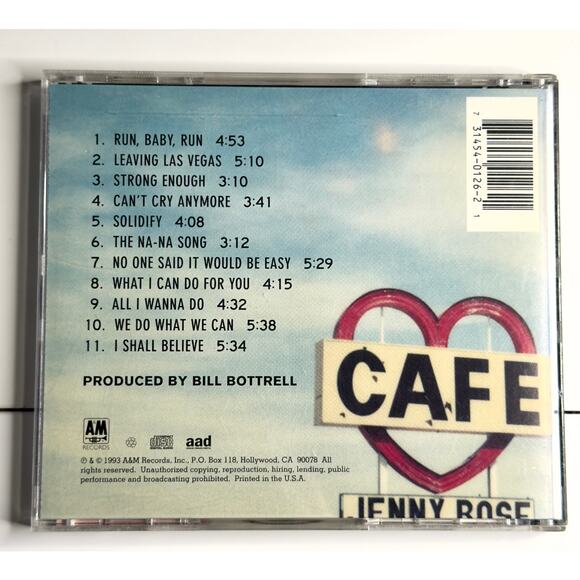 1. RUN, BABY, RUN 4:53
2. LEAVING LAS VEGAS 5:10
3. STRONG ENOUGH 3:10
4. CAN'T CRY ANYMORE 3:41
5. SOLIDIFY 4:08
6. THE NA-NA SONG 3:12
7. NO ONE SAID IT WOULD BE EASY 5:29
8. WHAT I CAN DO FOR YOU 4:15
9. ALL I WANNA DO 4:32
10. WE DO WHAT WE CAN 5:38
11. I SHALL BELIEVE 5:34
PRODUCED BY BILL BOTTRELL
A&M
RECORDS
disc
DIGITAL AUDIO
aad
℗ & © 1993 A&M Records, Inc., P.O. Box 118, Hollywood, CA 90078 All
rights reserved. Unauthorized copying, reproduction, hiring, lending, public
performance and broadcasting prohibited. Printed in the U.S.A.
7 31454-0126-2 1
CAFE
JENNY ROSE